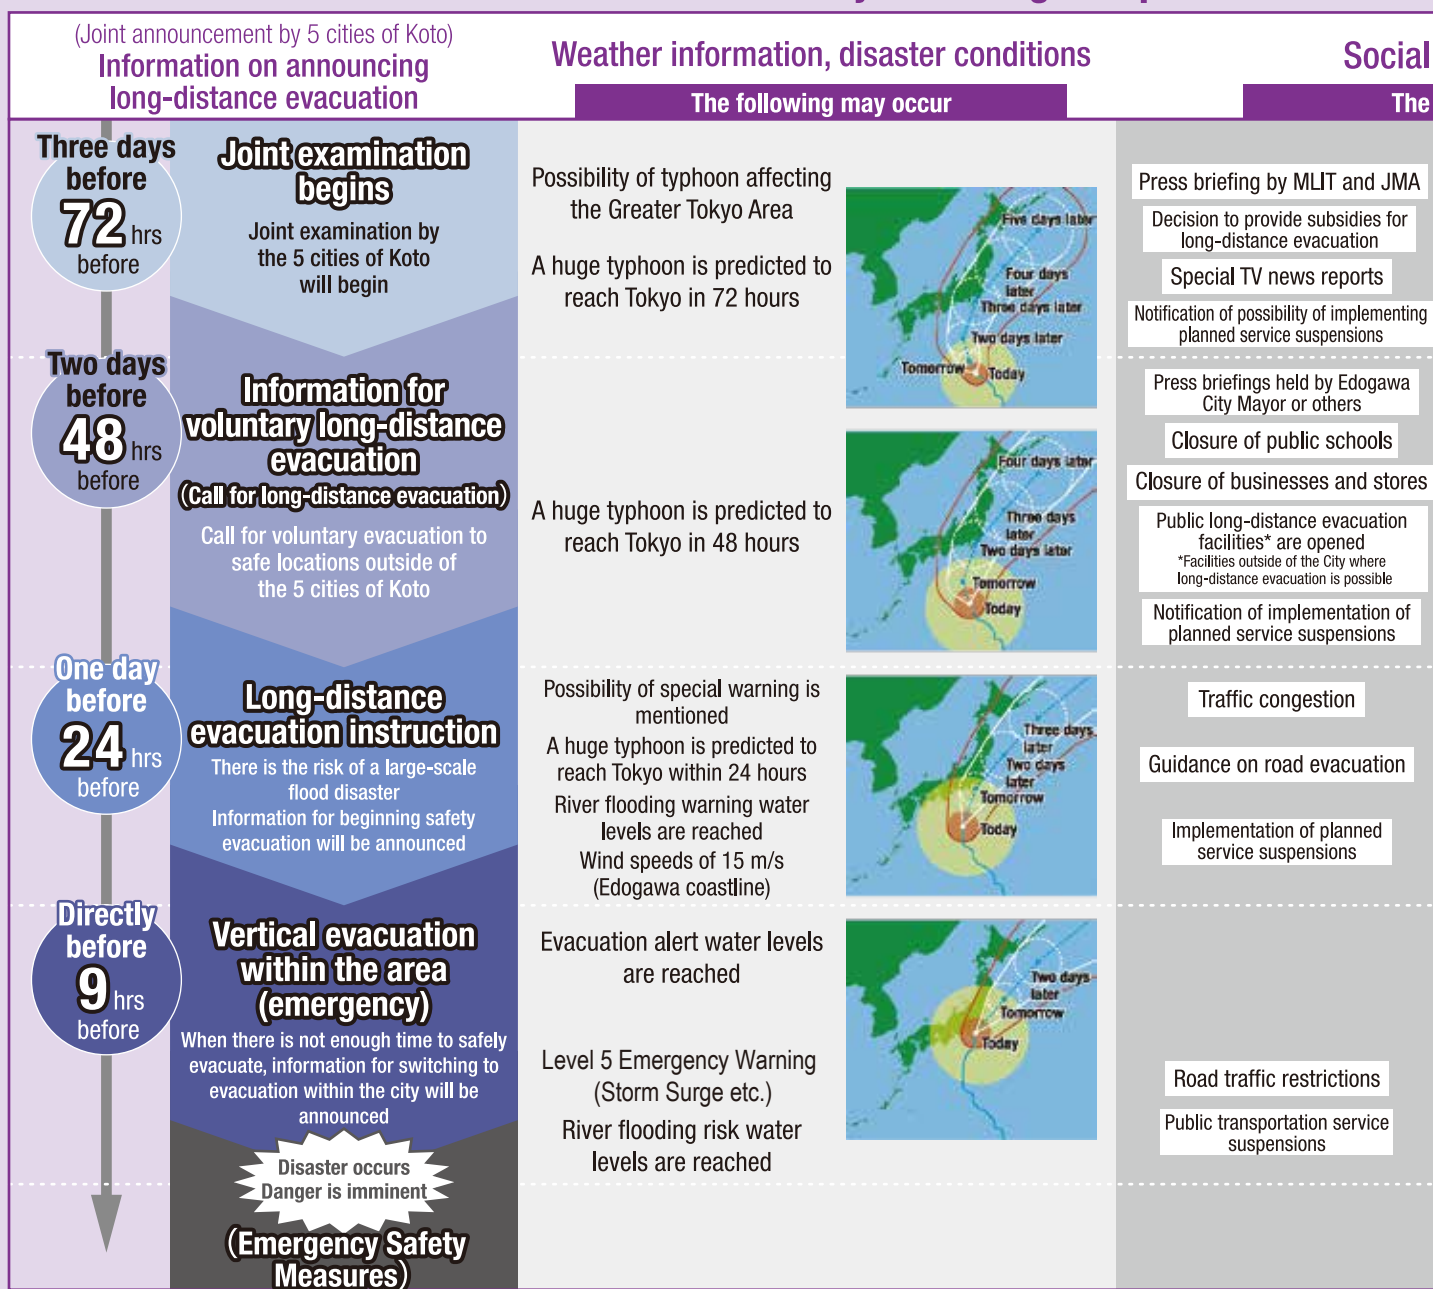 (Joint announcement by 5 cities of Koto)
Information on announcing
long-distance evacuation
Weather information, disaster conditions
The following may occur
Social
The
Three days
before
72 hrs
before
Joint examination
begins
Joint examination by
the 5 cities of Koto
will begin
Possibility of typhoon affecting
the Greater Tokyo Area
A huge typhoon is predicted to
reach Tokyo in 72 hours
Five days later
Four days
later
Three days later
Two days later
Tomorrow
Today
Press briefing by MLIT and JMA
Decision to provide subsidies for
long-distance evacuation
Special TV news reports
Notification of possibility of implementing
planned service suspensions
Two days
before
48 hrs
before
Information for
voluntary long-distance
evacuation
(Call for long-distance evacuation)
Call for voluntary evacuation to
safe locations outside of
the 5 cities of Koto
A huge typhoon is predicted to
reach Tokyo in 48 hours
Four days later
Three days
later
Two days later
Tomorrow
Today
Press briefings held by Edogawa
City Mayor or others
Closure of public schools
Closure of businesses and stores
Public long-distance evacuation
facilities* are opened
*Facilities outside of the City where
long-distance evacuation is possible
Notification of implementation of
planned service suspensions
One day
before
24 hrs
before
Long-distance
evacuation instruction
There is the risk of a large-scale
flood disaster
Information for beginning safety
evacuation will be announced
Possibility of special warning is
mentioned
A huge typhoon is predicted to
reach Tokyo within 24 hours
River flooding warning water
levels are reached
Wind speeds of 15 m/s
(Edogawa coastline)
Three days
later
Two days
later
Tomorrow
Today
Traffic congestion
Guidance on road evacuation
Implementation of planned
service suspensions
Directly
before
9 hrs
before
Vertical evacuation
within the area
(emergency)
When there is not enough time to safely
evacuate, information for switching to
evacuation within the city will be
announced
Evacuation alert water levels
are reached
Level 5 Emergency Warning
(Storm Surge etc.)
River flooding risk water
levels are reached
Two days
later
Tomorrow
Today
Road traffic restrictions
Public transportation service
suspensions
Disaster occurs
Danger is imminent
(Emergency Safety
Measures)